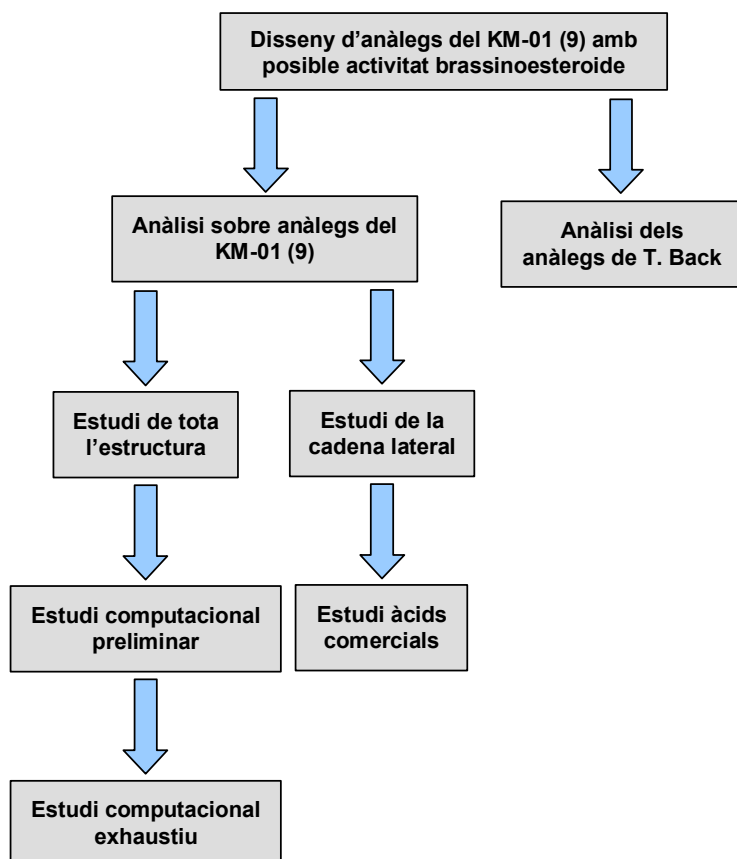 Disseny d'anàlegs del KM-01 (9) amb
posible activitat brassinoesteroide
Anàlisi sobre anàlegs del
KM-01 (9)
Anàlisi dels
anàlegs de T. Back
Estudi de tota
l'estructura
Estudi de la
cadena lateral
Estudi computacional
preliminar
Estudi àcids
comercials
Estudi computacional
exhaustiu